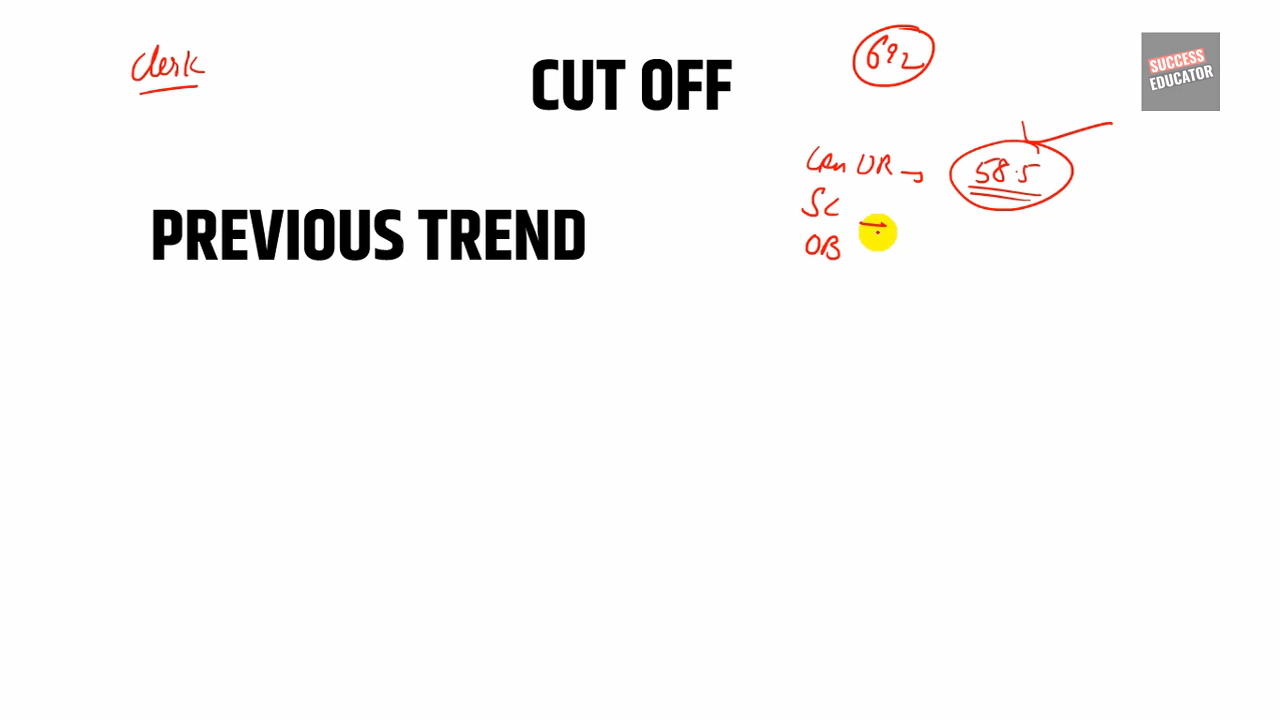 Clerk
CUT OFF
692
SUCCESS
EDUCATOR
Gen UR → 58.5
SC
OB
PREVIOUS TREND